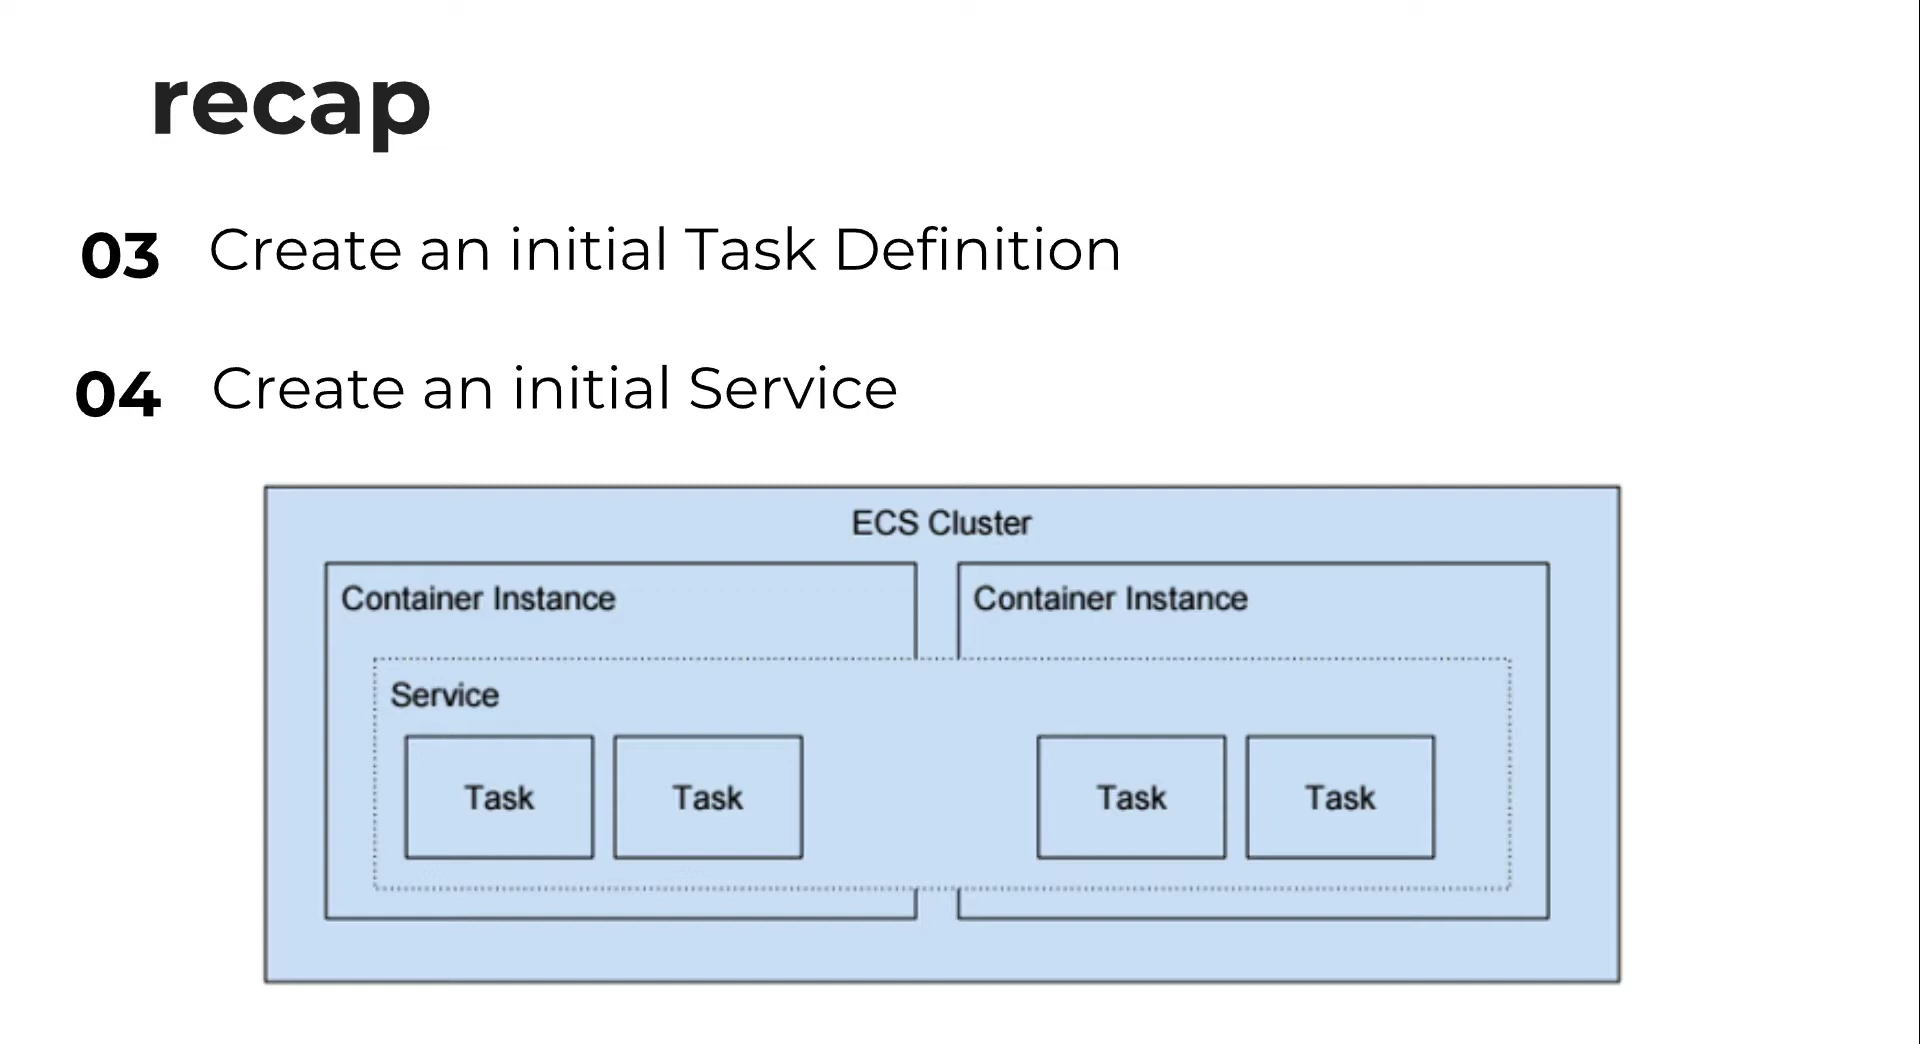 recap
03 Create an initial Task Definition
04 Create an initial Service
ECS Cluster
Container Instance
Container Instance
Service
Task
Task
Task
Task